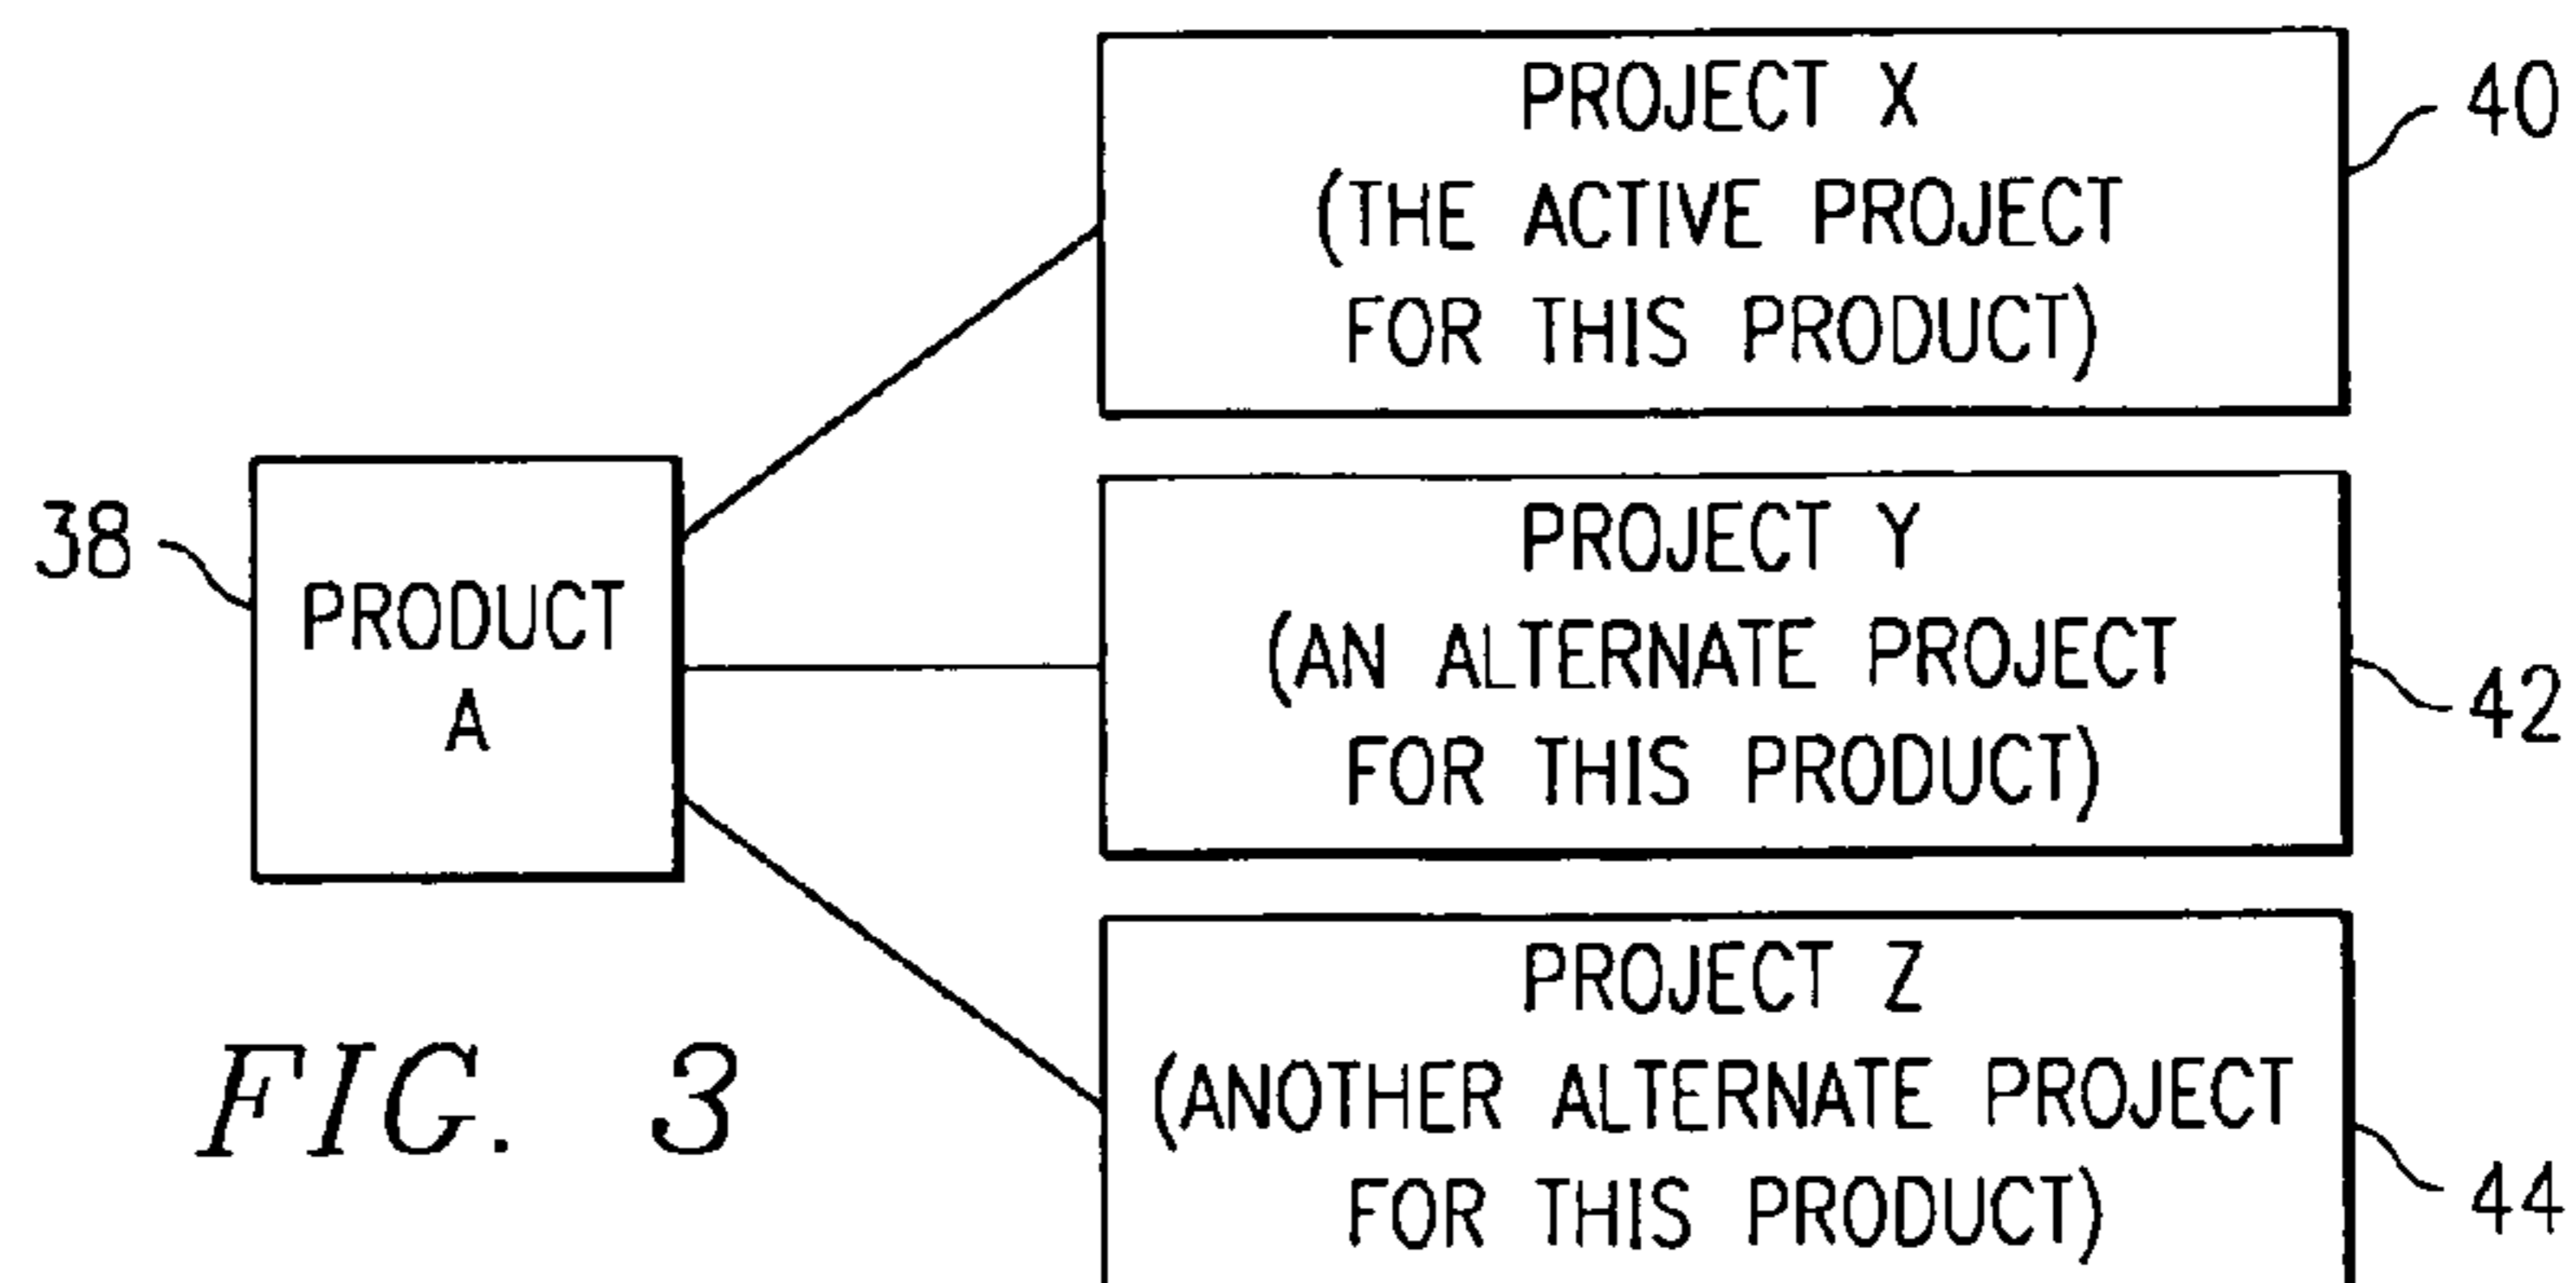 PROJECT X
(THE ACTIVE PROJECT
FOR THIS PRODUCT)
40
38
PRODUCT
A
PROJECT Y
(AN ALTERNATE PROJECT
FOR THIS PRODUCT)
42
PROJECT Z
(ANOTHER ALTERNATE PROJECT
FOR THIS PRODUCT)
44
FIG. 3